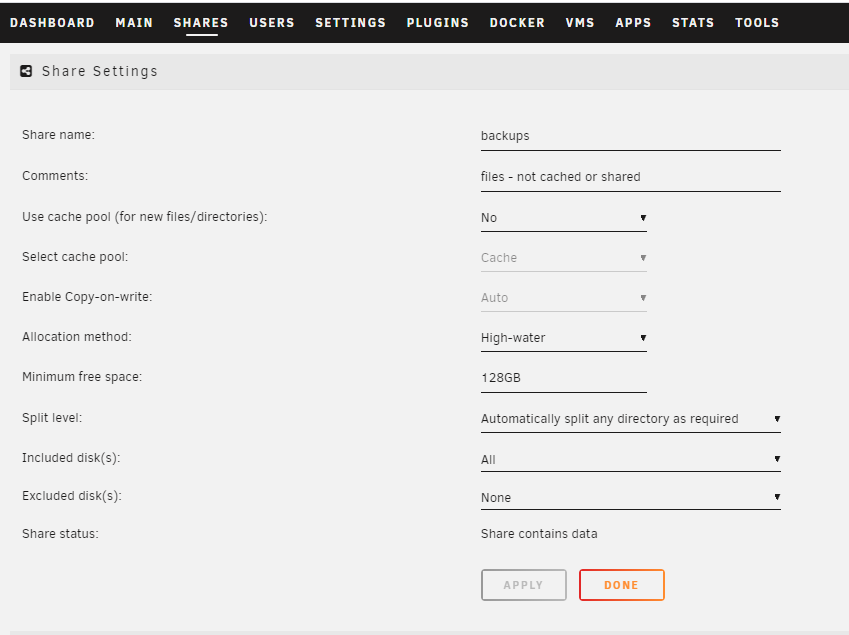 DASHBOARD MAIN SHARES USERS SETTINGS PLUGINS DOCKER VMS APPS STATS TOOLS
Share Settings
Share name: backups
Comments: files - not cached or shared
Use cache pool (for new files/directories): No
Select cache pool: Cache
Enable Copy-on-write: Auto
Allocation method: High-water
Minimum free space: 128GB
Split level: Automatically split any directory as required
Included disk(s): All
Excluded disk(s): None
Share status: Share contains data
APPLY DONE